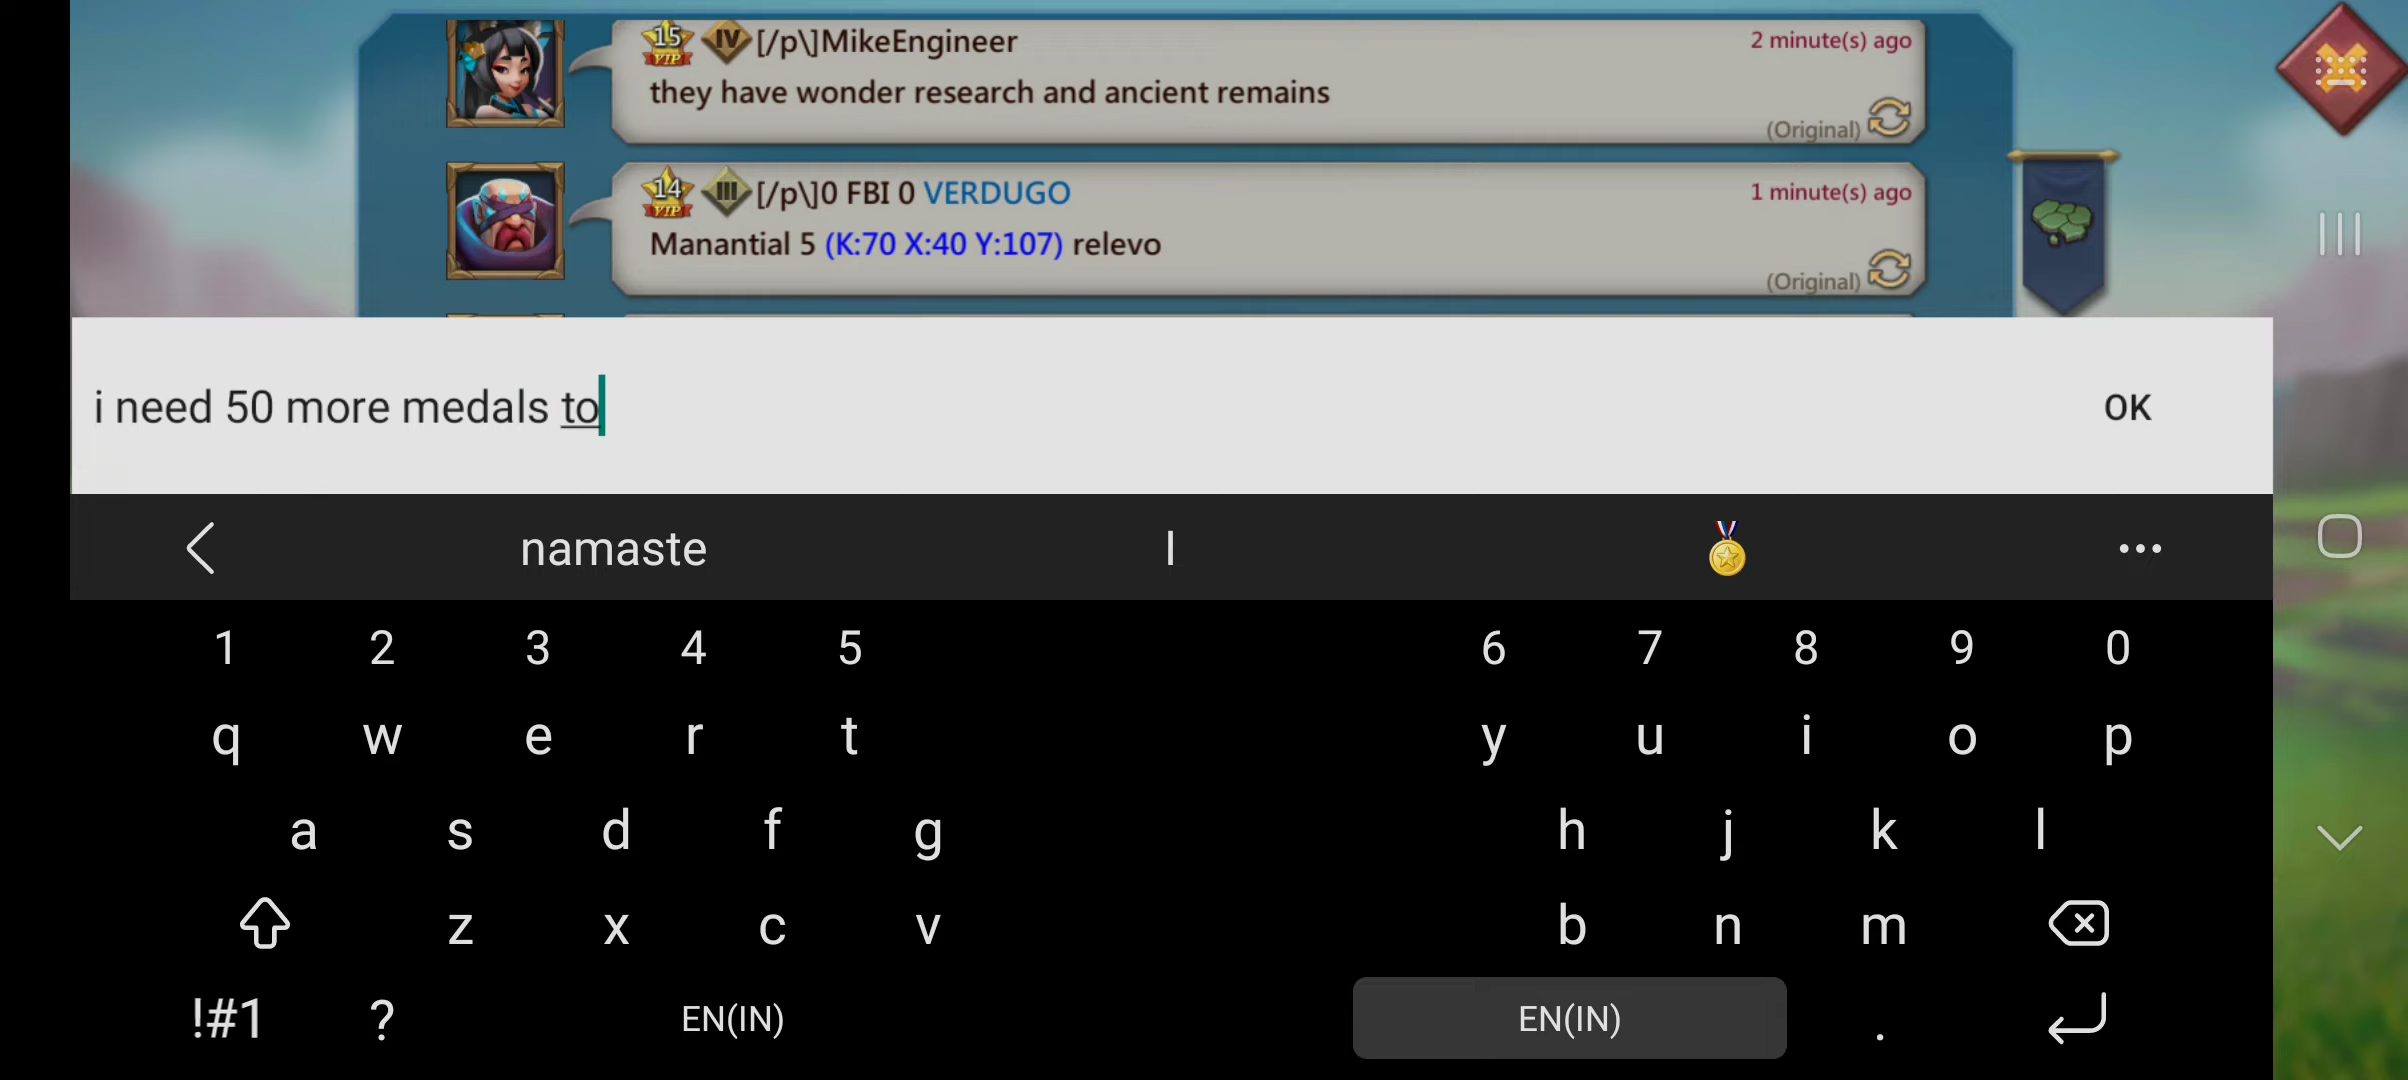 15 VIP IV [/p\]MikeEngineer 2 minute(s) ago
they have wonder research and ancient remains
(Original)
14 VIP III [/p\]0 FBI 0 VERDUGO 1 minute(s) ago
Manantial 5 (K:70 X:40 Y:107) relevo
(Original)
i need 50 more medals to OK
namaste I
1 2 3 4 5 6 7 8 9 0
q w e r t y u i o p
a s d f g h j k l
z x c v b n m
!#1 ? EN(IN) EN(IN) .